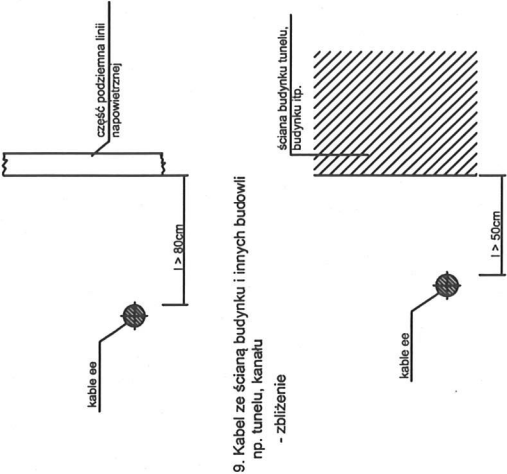 część podziemna linii
napowietrznej
l > 80cm
kable ee
9. Kabel ze ścianą budynku i innych budowli
np. tunelu, kanału
- zbliżenie
ściana budynku tunelu,
budynku itp.
l > 50cm
kable ee